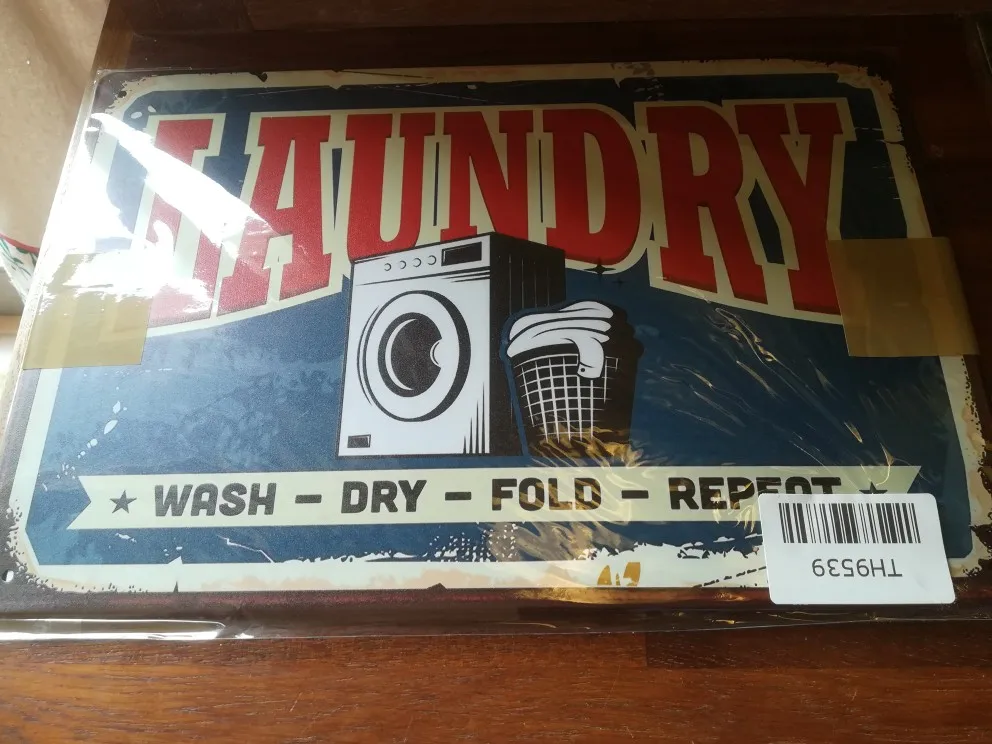 LAUNDRY
WASH – DRY – FOLD – REPEAT
TH9539